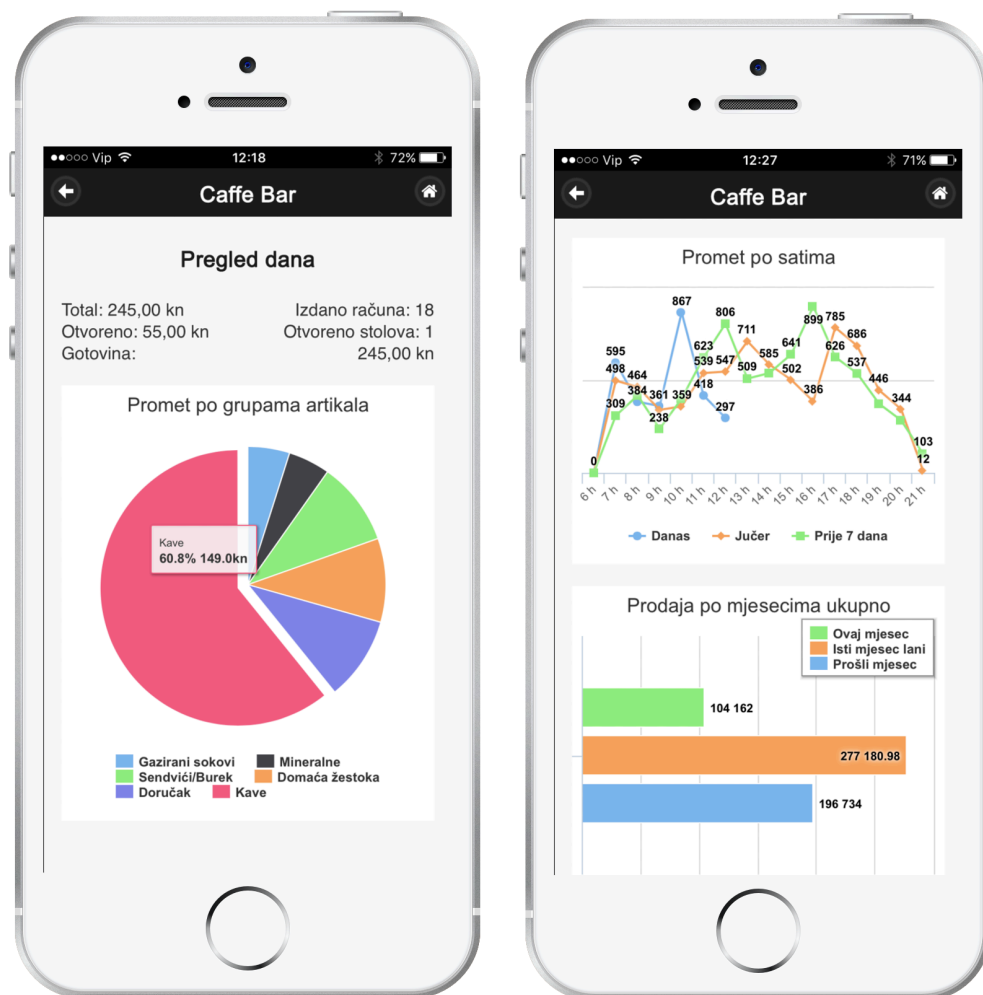 Vip 12:18 72%
Caffe Bar
Pregled dana
Total: 245,00 kn Izdano računa: 18
Otvoreno: 55,00 kn Otvoreno stolova: 1
Gotovina: 245,00 kn
Promet po grupama artikala
Kave
60.8% 149.0kn
Gazirani sokovi Mineralne
Sendvići/Burek Domaća žestoka
Doručak Kave
Vip 12:27 71%
Caffe Bar
Promet po satima
867
806 899 785
711 686
595 623 641 626
498 464 539 547 585 537
509 502
384 361 359 418 386 446
309 344
238 297
103
0 12
6 h 7 h 8 h 9 h 10 h 11 h 12 h 13 h 14 h 15 h 16 h 17 h 18 h 19 h 20 h 21 h
Danas Jučer Prije 7 dana
Prodaja po mjesecima ukupno
Ovaj mjesec
Isti mjesec lani
Prošli mjesec
104 162
277 180.98
196 734